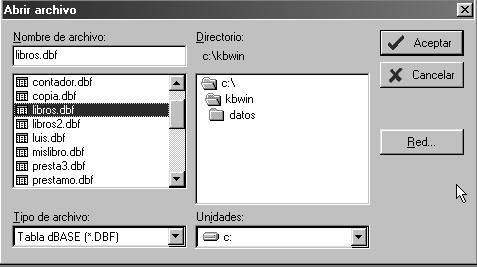 Abrir archivo
Nombre de archivo:
libros.dbf
contador.dbf
copia.dbf
libros.dbf
libros2.dbf
luis.dbf
mislibro.dbf
presta3.dbf
prestamo.dbf
Tipo de archivo:
Tabla dBASE (*.DBF)
Directorio:
c:\kbwin
c:\
kbwin
datos
Unidades:
c:
Aceptar
Cancelar
Red...